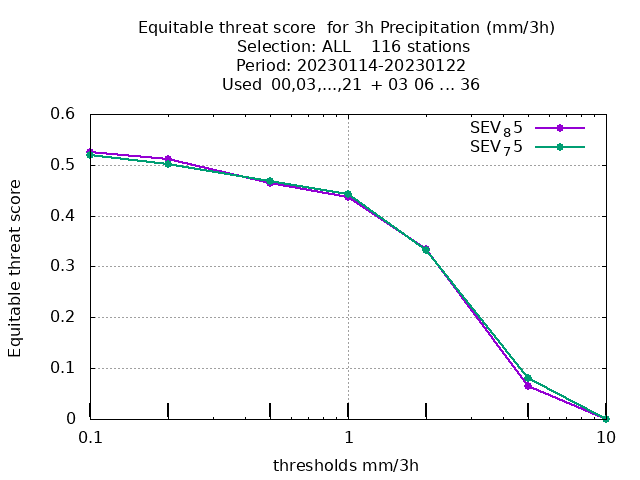 Equitable threat score  for 3h Precipitation (mm/3h)
Selection: ALL    116 stations
Period: 20230114-20230122
Used  00,03,...,21  + 03 06 ... 36
SEV₈5
SEV₇5
0.6
0.5
0.4
0.3
0.2
0.1
0
Equitable threat score
0.1 1 10
thresholds mm/3h